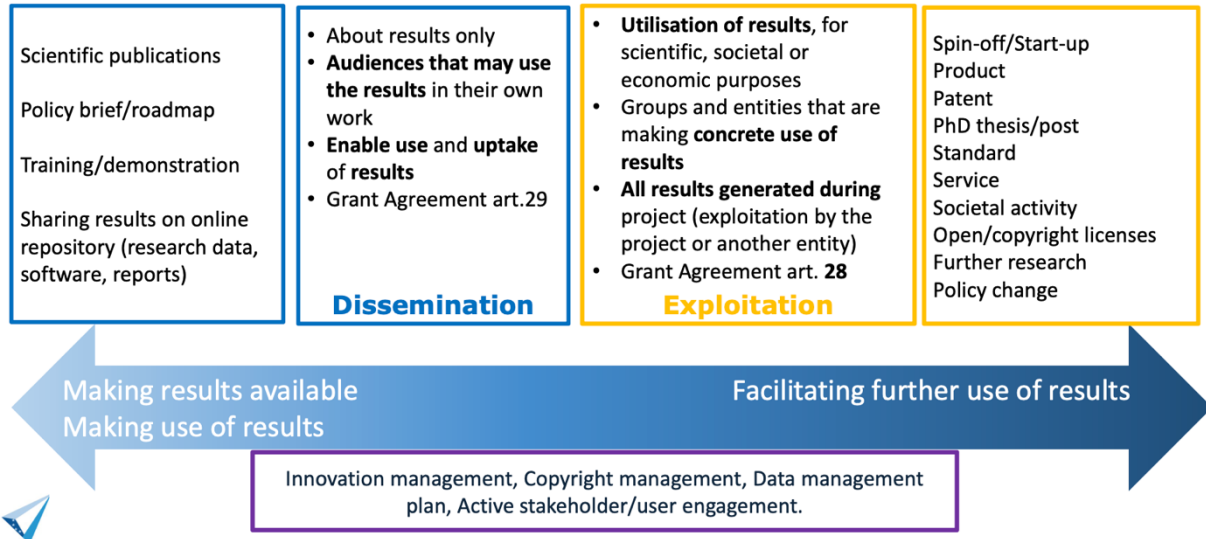 Scientific publications
Policy brief/roadmap
Training/demonstration
Sharing results on online
repository (research data,
software, reports)
• About results only
• Audiences that may use
the results in their own
work
• Enable use and uptake
of results
• Grant Agreement art.29
Dissemination
• Utilisation of results, for
scientific, societal or
economic purposes
• Groups and entities that are
making concrete use of
results
• All results generated during
project (exploitation by the
project or another entity)
• Grant Agreement art. 28
Exploitation
Spin-off/Start-up
Product
Patent
PhD thesis/post
Standard
Service
Societal activity
Open/copyright licenses
Further research
Policy change
Making results available
Making use of results
Facilitating further use of results
Innovation management, Copyright management, Data management
plan, Active stakeholder/user engagement.